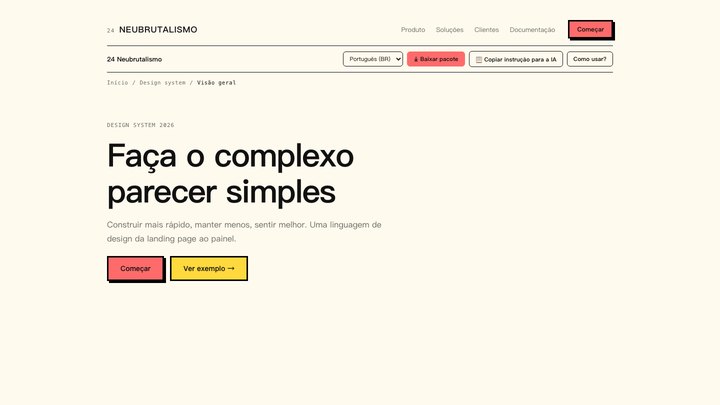 24 NEUBRUTALISMO
Produto
Soluções
Clientes
Documentação
Começar
24 Neubrutalismo
Português (BR)
Baixar pacote
Copiar instrução para a IA
Como usar?
Início / Design system / Visão geral
DESIGN SYSTEM 2026
Faça o complexo
parecer simples
Construir mais rápido, manter menos, sentir melhor. Uma linguagem de
design da landing page ao painel.
Começar
Ver exemplo →